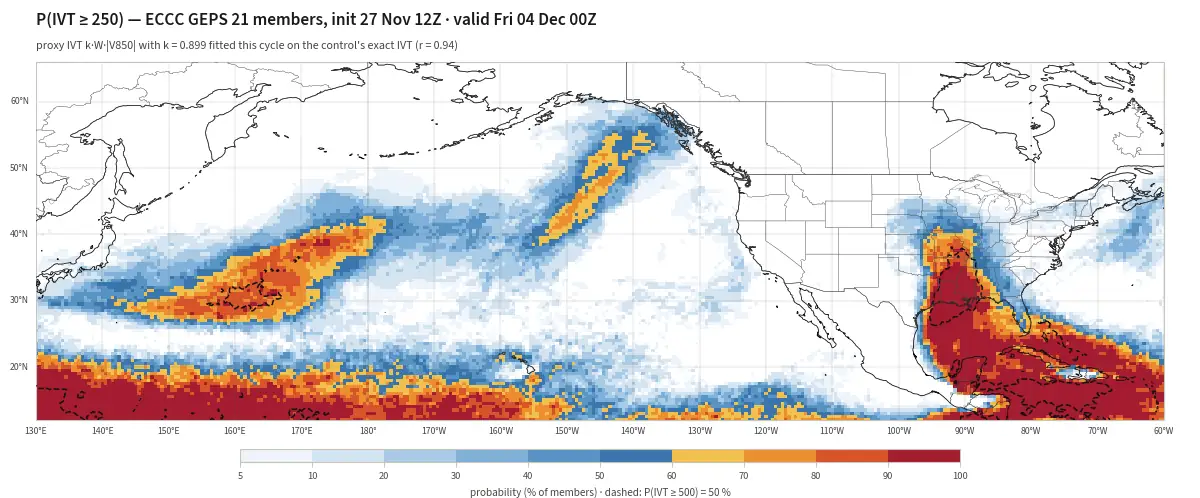 P(IVT ≥ 250) — ECCC GEPS 21 members, init 27 Nov 12Z · valid Fri 04 Dec 00Z
proxy IVT k·W·|V850| with k = 0.899 fitted this cycle on the control's exact IVT (r = 0.94)
60°N
50°N
40°N
30°N
20°N
130°E 140°E 150°E 160°E 170°E 180° 170°W 160°W 150°W 140°W 130°W 120°W 110°W 100°W 90°W 80°W 70°W 60°W
5 10 20 30 40 50 60 70 80 90 100
probability (% of members) · dashed: P(IVT ≥ 500) = 50 %